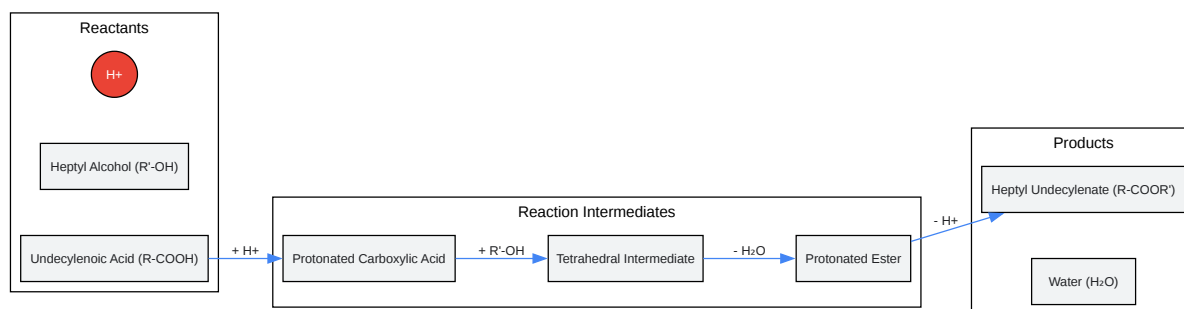 Reactants
H+
Heptyl Alcohol (R'-OH)
Undecylenoic Acid (R-COOH)
+ H+
Reaction Intermediates
Protonated Carboxylic Acid
+ R'-OH
Tetrahedral Intermediate
- H₂O
Protonated Ester
- H+
Products
Heptyl Undecylenate (R-COOR')
Water (H₂O)